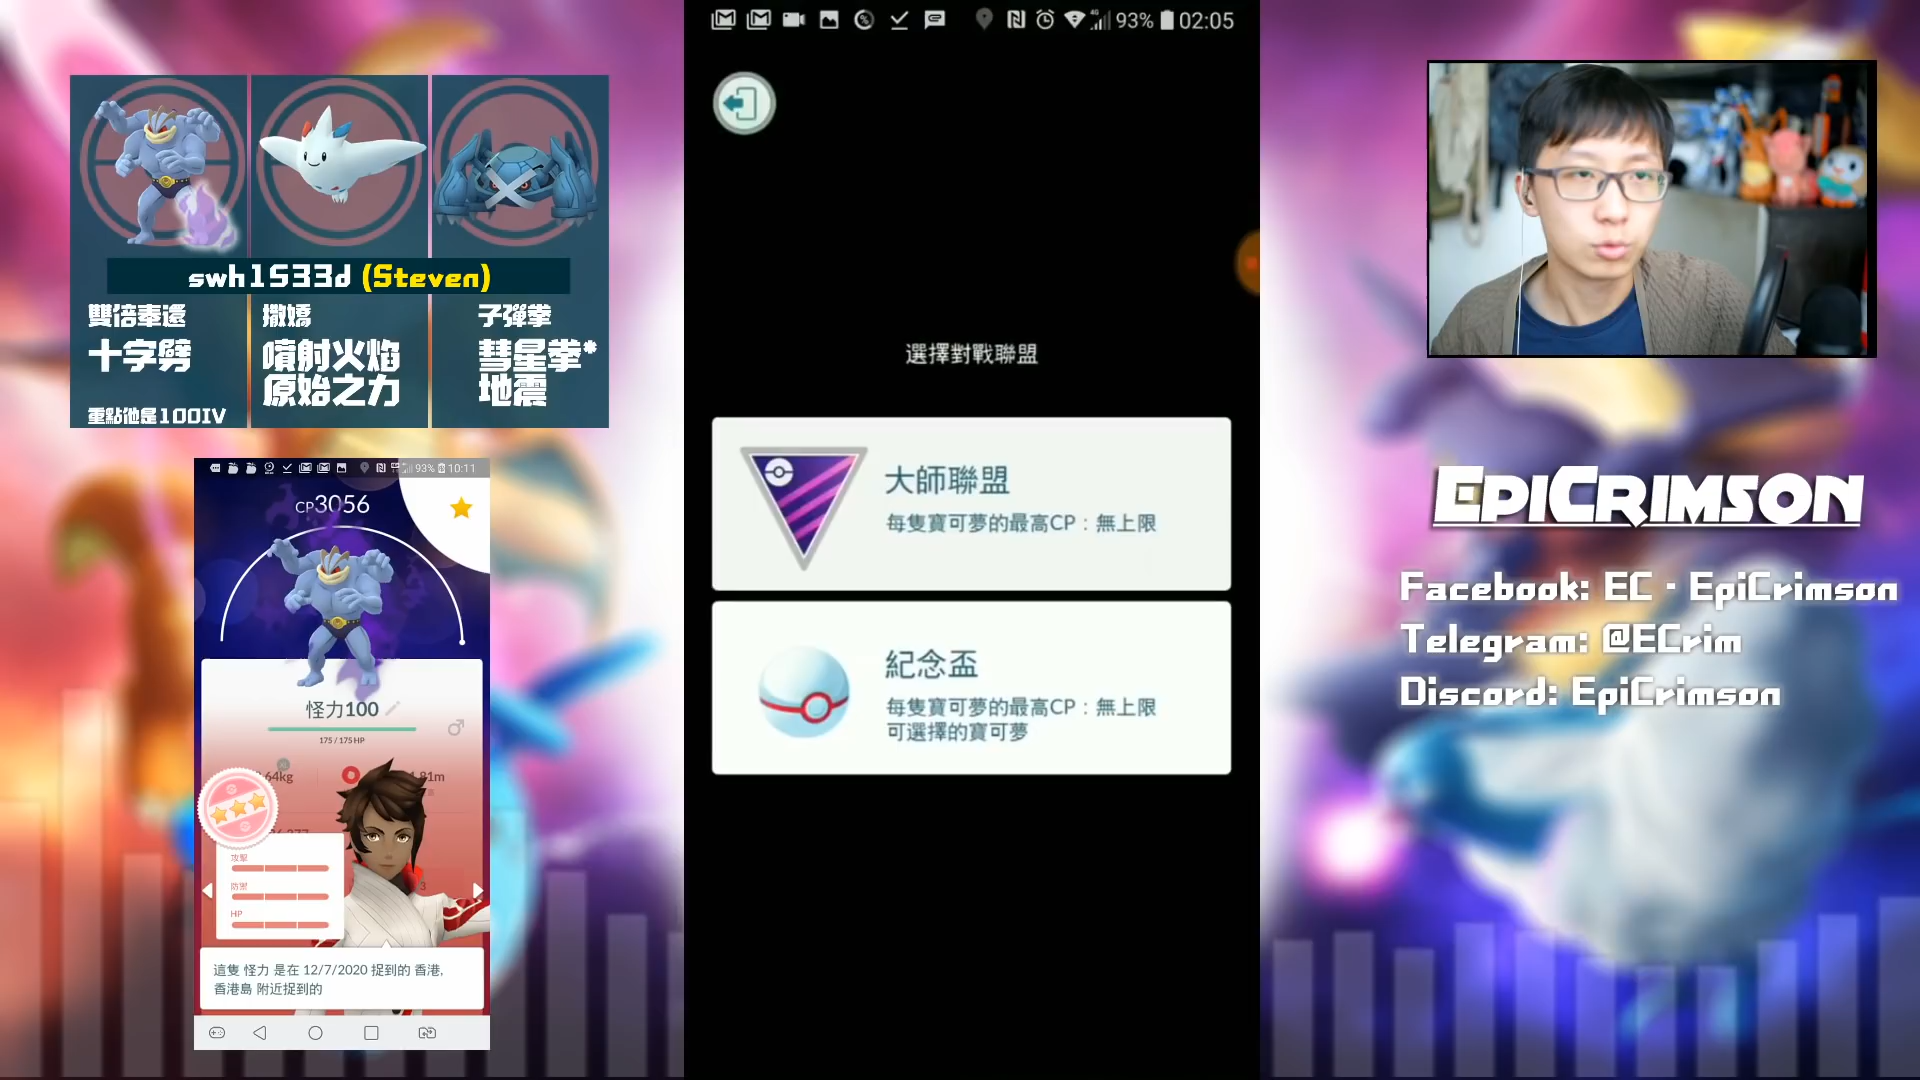 swh1533d (Steven)
雙倍奉還
十字劈
重點他是100IV
撒嬌
噴射火焰
原始之力
子彈拳
彗星拳*
地震
93% 10:11
CP3056
怪力100
175 / 175 HP
攻擊
防禦
HP
這隻 怪力 是在 12/7/2020 捉到的 香港,
香港島 附近捉到的
4G 93% 02:05
選擇對戰聯盟
大師聯盟
每隻寶可夢的最高CP：無上限
紀念盃
每隻寶可夢的最高CP：無上限
可選擇的寶可夢
EPICRIMSON
Facebook: EC · EpiCrimson
Telegram: @ECrim
Discord: EpiCrimson